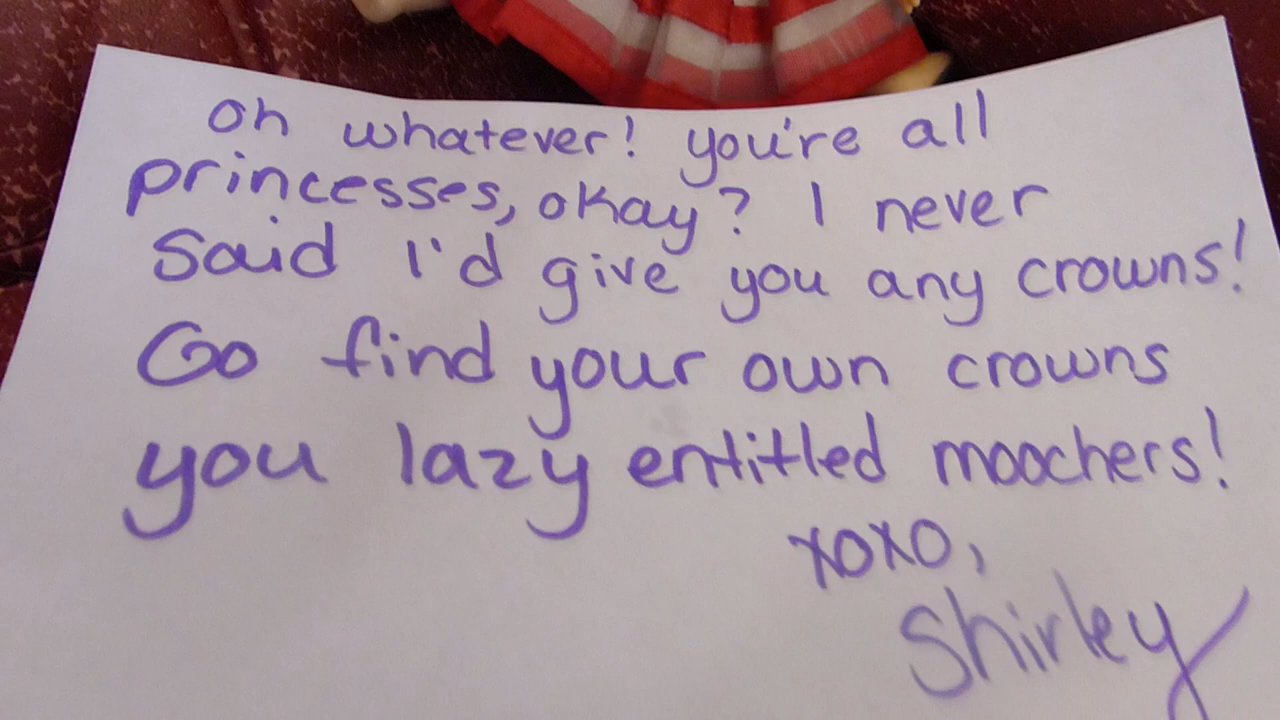 Oh whatever! you're all
princesses, okay? I never
said I'd give you any crowns!
Go find your own crowns
you lazy entitled moochers!
xoxo,
Shirley